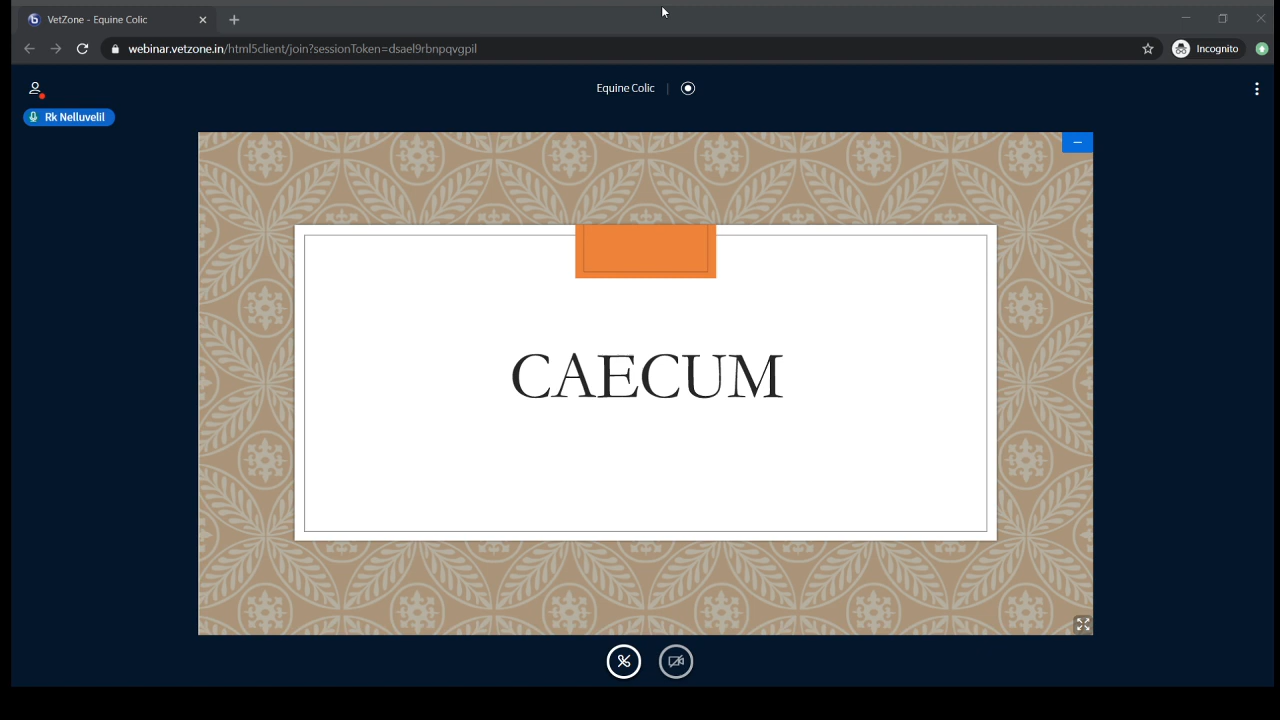 VetZone - Equine Colic
webinar.vetzone.in/html5client/join?sessionToken=dsael9rbnpqvgpil
Incognito
Equine Colic
Rk Nelluvelil
CAECUM